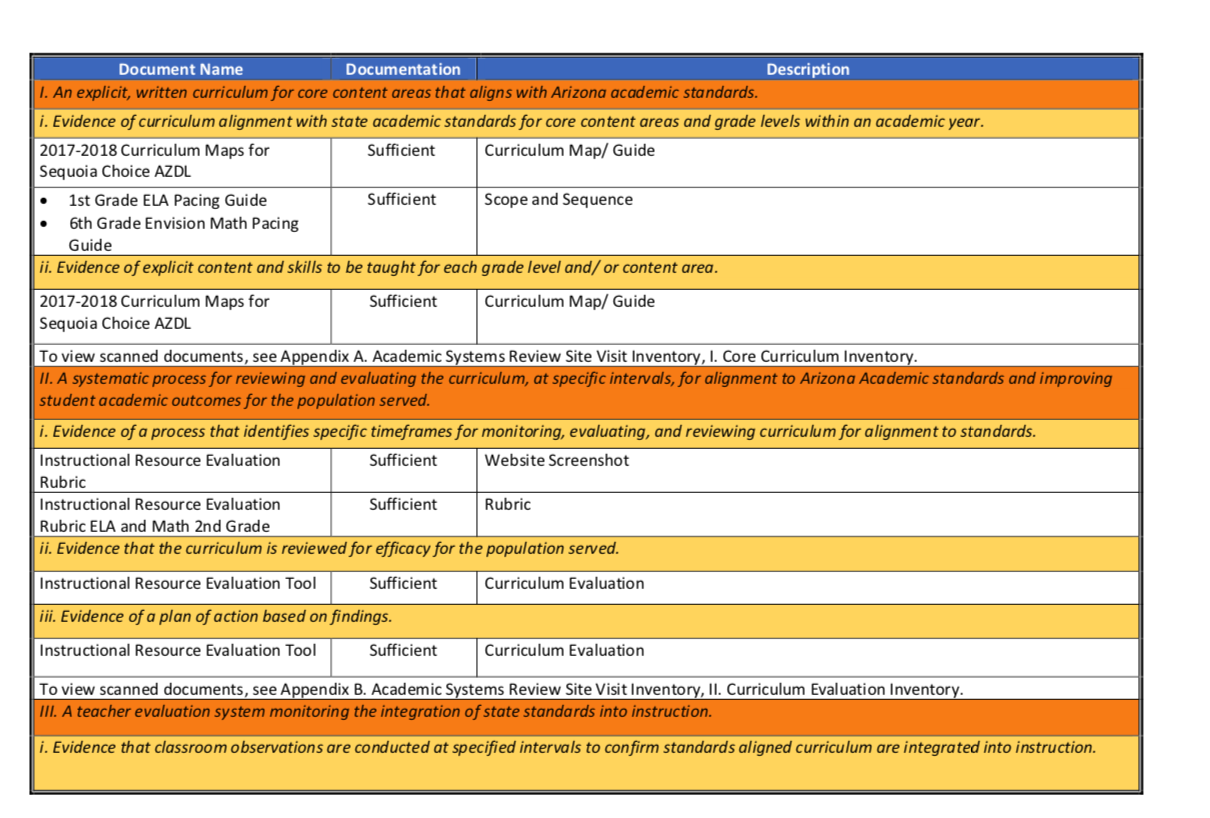 Document Name Documentation Description
I. An explicit, written curriculum for core content areas that aligns with Arizona academic standards.
i. Evidence of curriculum alignment with state academic standards for core content areas and grade levels within an academic year.
2017-2018 Curriculum Maps for Sufficient Curriculum Map/ Guide
Sequoia Choice AZDL
• 1st Grade ELA Pacing Guide Sufficient Scope and Sequence
• 6th Grade Envision Math Pacing
Guide
ii. Evidence of explicit content and skills to be taught for each grade level and/ or content area.
2017-2018 Curriculum Maps for Sufficient Curriculum Map/ Guide
Sequoia Choice AZDL
To view scanned documents, see Appendix A. Academic Systems Review Site Visit Inventory, I. Core Curriculum Inventory.
II. A systematic process for reviewing and evaluating the curriculum, at specific intervals, for alignment to Arizona Academic standards and improving
student academic outcomes for the population served.
i. Evidence of a process that identifies specific timeframes for monitoring, evaluating, and reviewing curriculum for alignment to standards.
Instructional Resource Evaluation Sufficient Website Screenshot
Rubric
Instructional Resource Evaluation Sufficient Rubric
Rubric ELA and Math 2nd Grade
ii. Evidence that the curriculum is reviewed for efficacy for the population served.
Instructional Resource Evaluation Tool Sufficient Curriculum Evaluation
iii. Evidence of a plan of action based on findings.
Instructional Resource Evaluation Tool Sufficient Curriculum Evaluation
To view scanned documents, see Appendix B. Academic Systems Review Site Visit Inventory, II. Curriculum Evaluation Inventory.
III. A teacher evaluation system monitoring the integration of state standards into instruction.
i. Evidence that classroom observations are conducted at specified intervals to confirm standards aligned curriculum are integrated into instruction.